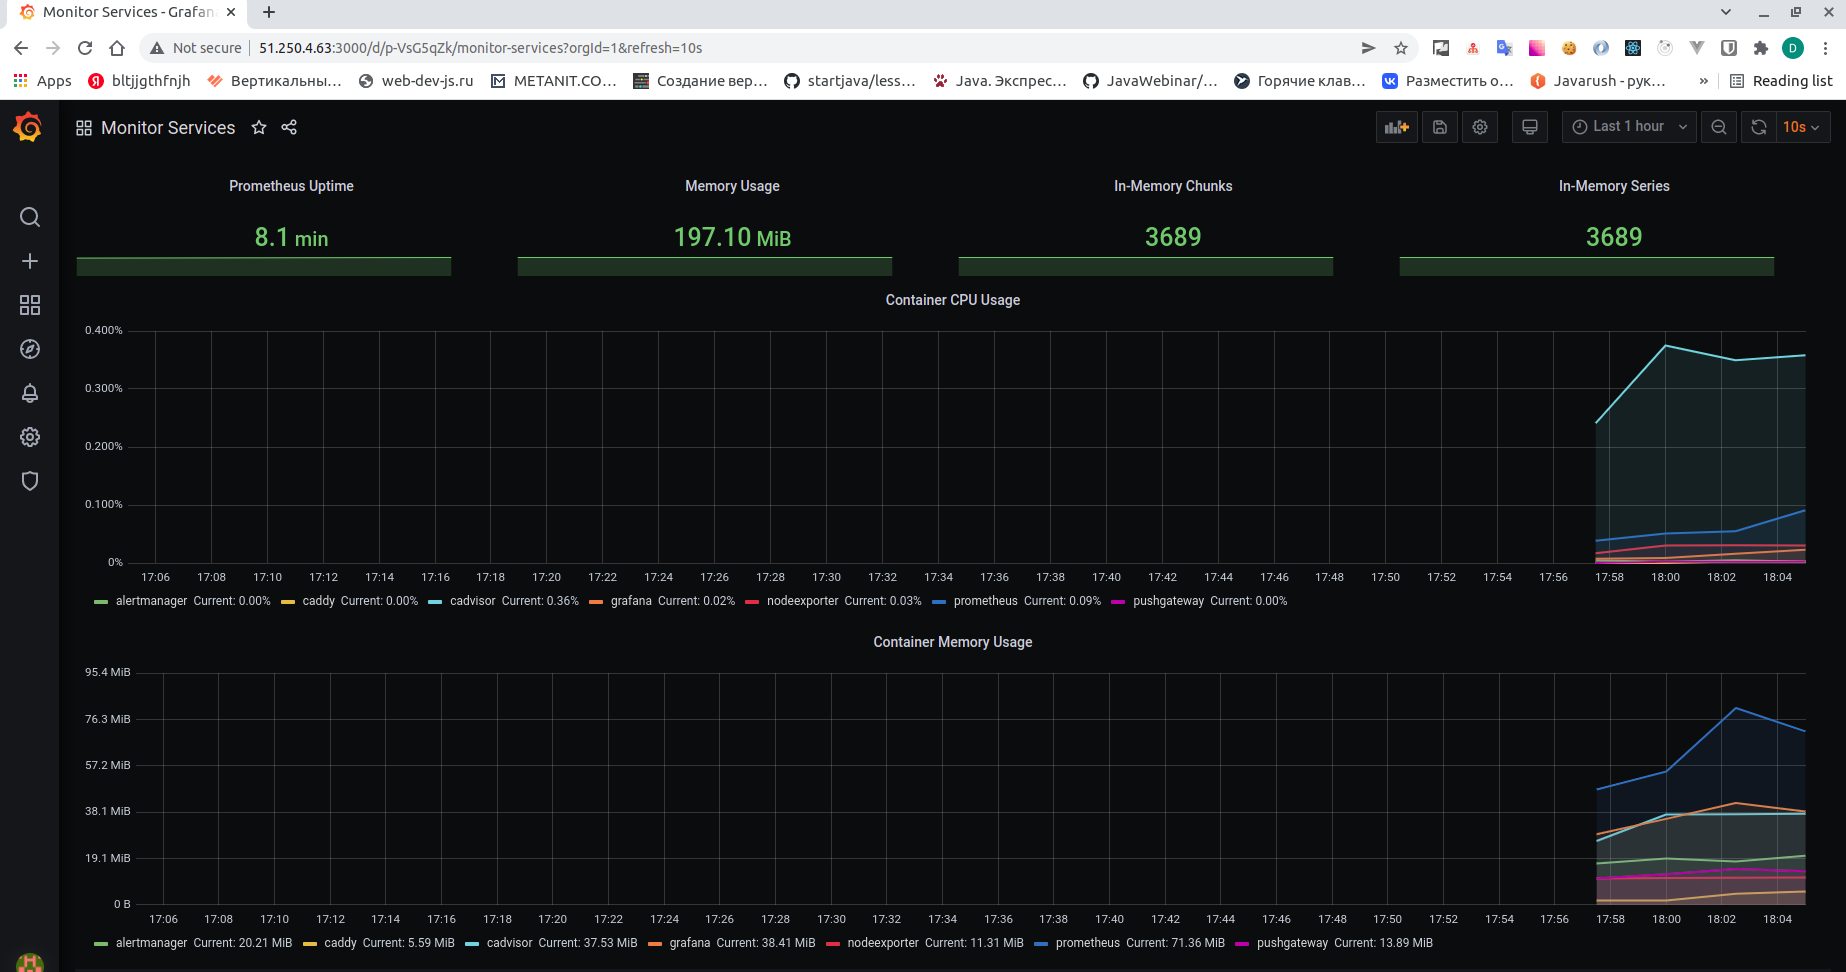 Monitor Services - Grafan
Not secure 51.250.4.63:3000/d/p-VsG5qZk/monitor-services?orgId=1&refresh=10s D
Apps bltjjgthfnjh Вертикальны... web-dev-js.ru METANIT.CO... Создание вер... startjava/less... Java. Экспрес... JavaWebinar/... Горячие клав... Разместить о... Javarush - рук... » Reading list
Monitor Services Last 1 hour 10s
Prometheus Uptime Memory Usage In-Memory Chunks In-Memory Series
8.1 min 197.10 MiB 3689 3689
Container CPU Usage
0.400%
0.300%
0.200%
0.100%
0%
17:06 17:08 17:10 17:12 17:14 17:16 17:18 17:20 17:22 17:24 17:26 17:28 17:30 17:32 17:34 17:36 17:38 17:40 17:42 17:44 17:46 17:48 17:50 17:52 17:54 17:56 17:58 18:00 18:02 18:04
alertmanager Current: 0.00% caddy Current: 0.00% cadvisor Current: 0.36% grafana Current: 0.02% nodeexporter Current: 0.03% prometheus Current: 0.09% pushgateway Current: 0.00%
Container Memory Usage
95.4 MiB
76.3 MiB
57.2 MiB
38.1 MiB
19.1 MiB
0 B
17:06 17:08 17:10 17:12 17:14 17:16 17:18 17:20 17:22 17:24 17:26 17:28 17:30 17:32 17:34 17:36 17:38 17:40 17:42 17:44 17:46 17:48 17:50 17:52 17:54 17:56 17:58 18:00 18:02 18:04
alertmanager Current: 20.21 MiB caddy Current: 5.59 MiB cadvisor Current: 37.53 MiB grafana Current: 38.41 MiB nodeexporter Current: 11.31 MiB prometheus Current: 71.36 MiB pushgateway Current: 13.89 MiB